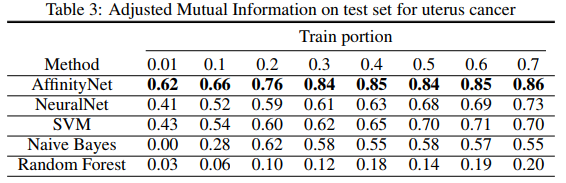 Table 3: Adjusted Mutual Information on test set for uterus cancer
Train portion
Method 0.01 0.1 0.2 0.3 0.4 0.5 0.6 0.7
AffinityNet 0.62 0.66 0.76 0.84 0.85 0.84 0.85 0.86
NeuralNet 0.41 0.52 0.59 0.61 0.63 0.68 0.69 0.73
SVM 0.43 0.54 0.60 0.62 0.65 0.70 0.71 0.70
Naive Bayes 0.00 0.28 0.62 0.58 0.55 0.58 0.57 0.55
Random Forest 0.03 0.06 0.10 0.12 0.18 0.14 0.19 0.20